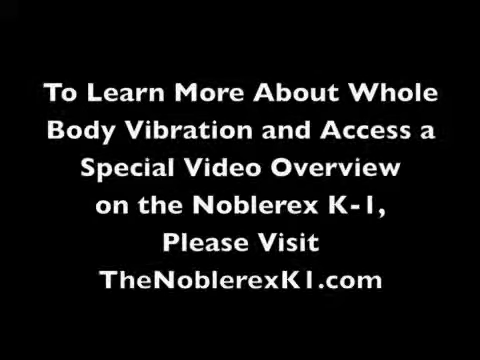 To Learn More About Whole
Body Vibration and Access a
Special Video Overview
on the Noblerex K-1,
Please Visit
TheNoblerexK1.com